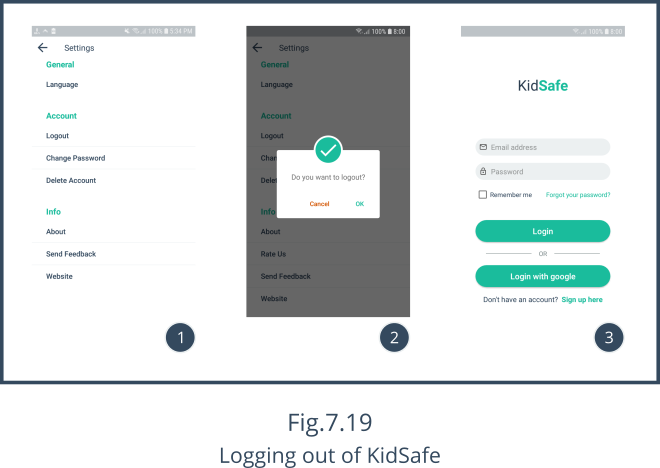 100% 5:34 PM
Settings
General
Language
Account
Logout
Change Password
Delete Account
Info
About
Send Feedback
Website
1
100% 8:00
Settings
General
Language
Account
Logout
Chan
Delet
Do you want to logout?
Cancel OK
Info
About
Rate Us
Send Feedback
Website
2
100% 8:00
KidSafe
Email address
Password
Remember me Forgot your password?
Login
OR
Login with google
Don't have an account? Sign up here
3
Fig.7.19
Logging out of KidSafe